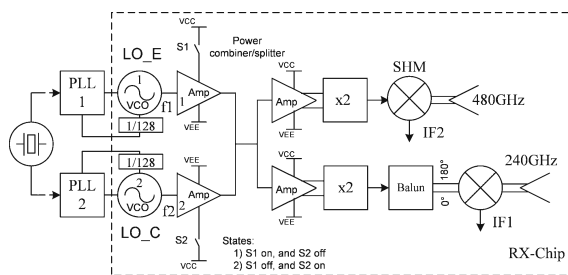 LO_E
VCC
S1
Power
combiner/splitter
VCC
SHM
PLL
1
1
VCO
f1
Amp
1
VEE
Amp
VEE
x2
480GHz
IF2
1/128
1/128
VCC
240GHz
PLL
2
2
VCO
f2
VEE
Amp
2
Amp
VEE
x2
Balun
180°
0°
IF1
LO_C
S2
VCC
States:
1) S1 on, and S2 off
2) S1 off, and S2 on
RX-Chip